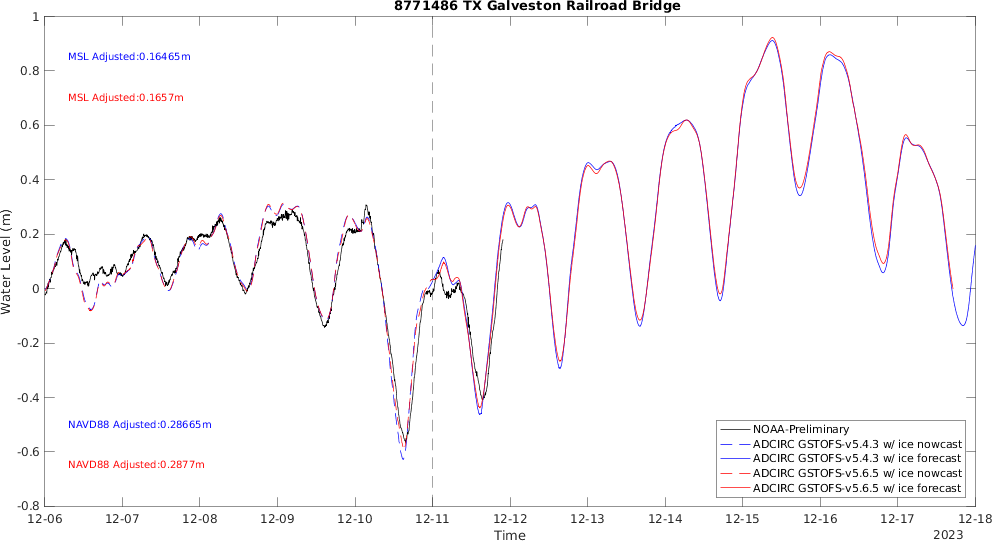 8771486 TX Galveston Railroad Bridge
1
0.8
0.6
0.4
0.2
0
-0.2
-0.4
-0.6
-0.8
Water Level (m)
MSL Adjusted:0.16465m
MSL Adjusted:0.1657m
NAVD88 Adjusted:0.28665m
NAVD88 Adjusted:0.2877m
NOAA-Preliminary
ADCIRC GSTOFS-v5.4.3 w/ ice nowcast
ADCIRC GSTOFS-v5.4.3 w/ ice forecast
ADCIRC GSTOFS-v5.6.5 w/ ice nowcast
ADCIRC GSTOFS-v5.6.5 w/ ice forecast
12-06 12-07 12-08 12-09 12-10 12-11 12-12 12-13 12-14 12-15 12-16 12-17 12-18
Time
2023